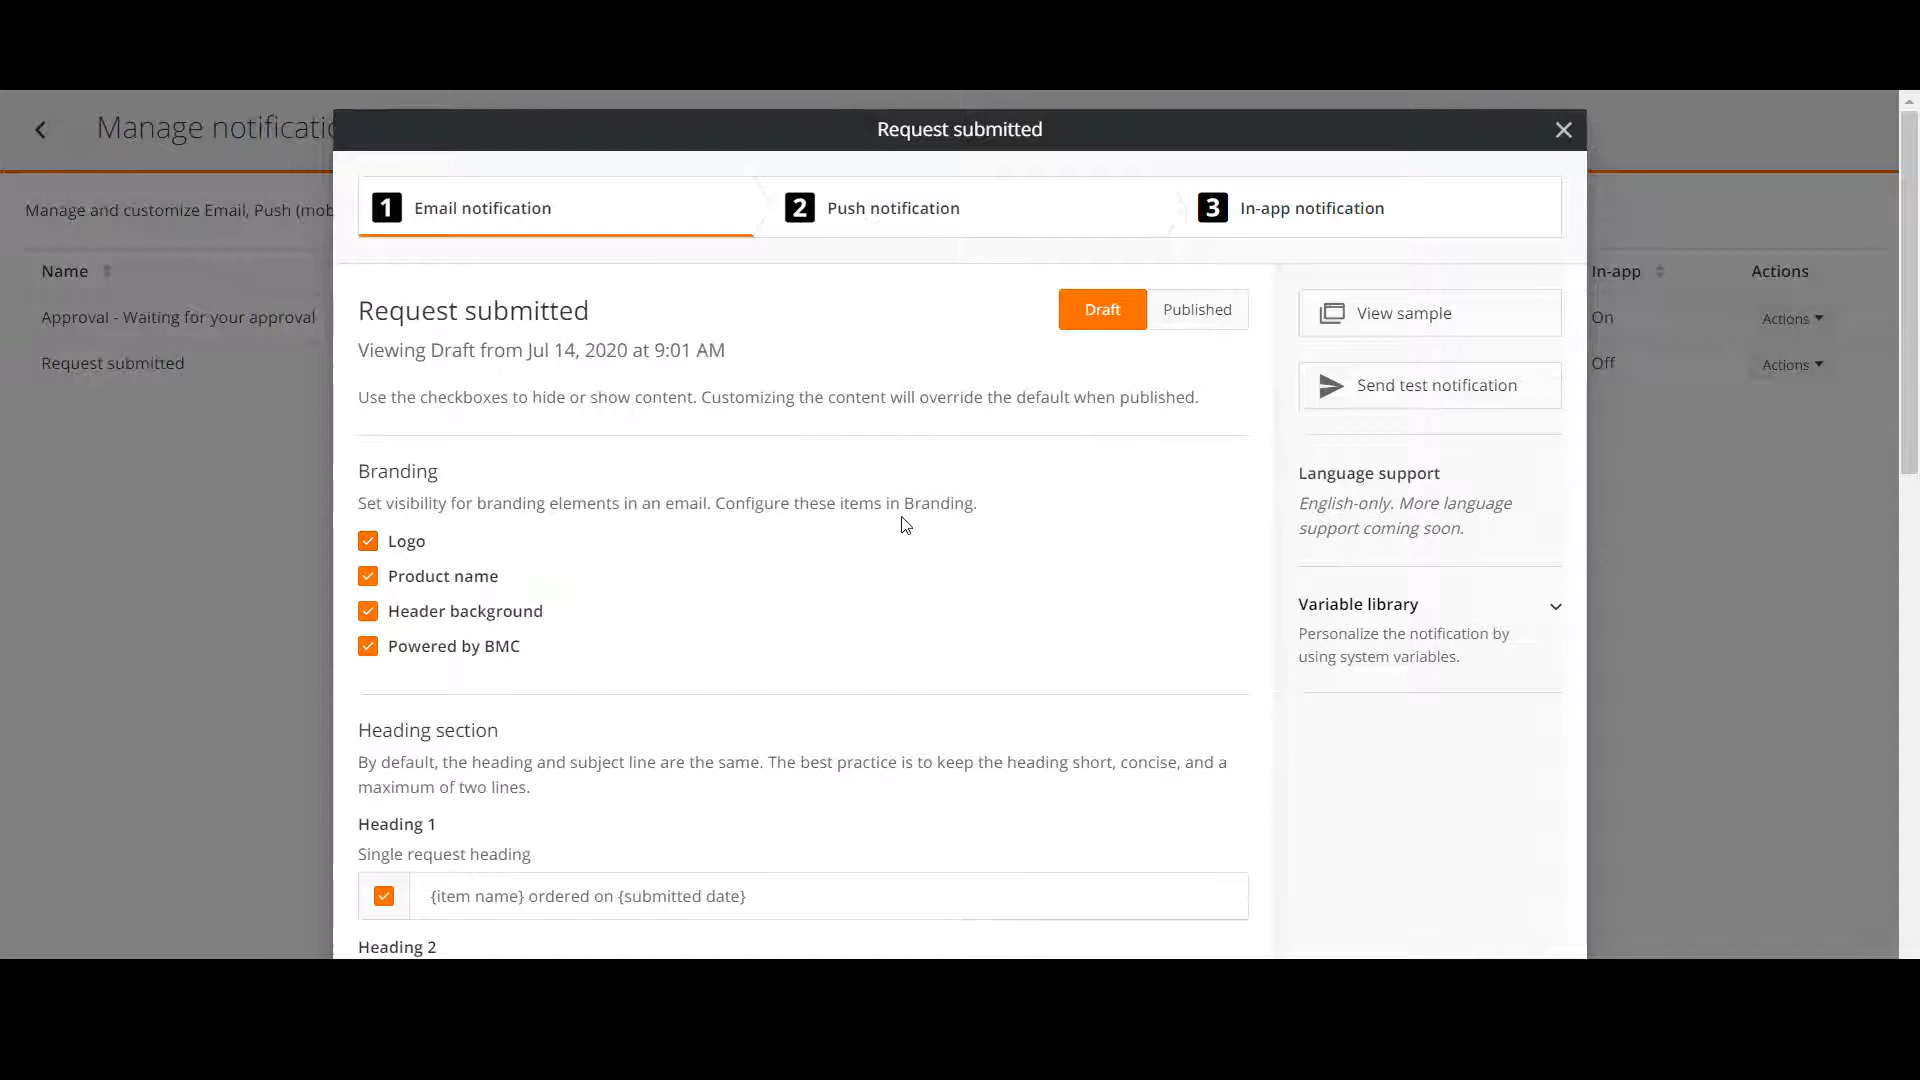 Manage notificatio
Request submitted
1 Email notification
2 Push notification
3 In-app notification
Manage and customize Email, Push (mob
Name
In-app
Actions
Approval - Waiting for your approval
On
Actions
Request submitted
Off
Actions
Request submitted
Draft
Published
Viewing Draft from Jul 14, 2020 at 9:01 AM
Use the checkboxes to hide or show content. Customizing the content will override the default when published.
Branding
Set visibility for branding elements in an email. Configure these items in Branding.
Logo
Product name
Header background
Powered by BMC
Heading section
By default, the heading and subject line are the same. The best practice is to keep the heading short, concise, and a
maximum of two lines.
Heading 1
Single request heading
{item name} ordered on {submitted date}
Heading 2
View sample
Send test notification
Language support
English-only. More language
support coming soon.
Variable library
Personalize the notification by
using system variables.